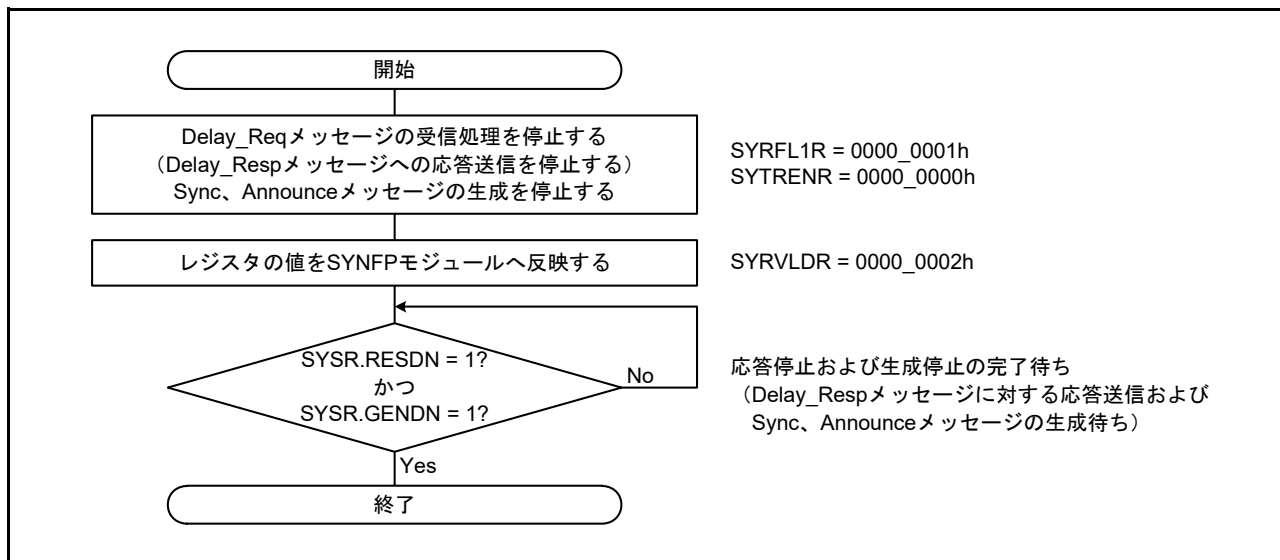 開始
Delay_Reqメッセージの受信処理を停止する
（Delay_Respメッセージへの応答送信を停止する）
Sync、Announceメッセージの生成を停止する
SYRFL1R = 0000_0001h
SYTRENR = 0000_0000h
レジスタの値をSYNFPモジュールへ反映する
SYRVLDR = 0000_0002h
SYSR.RESDN = 1?
かつ
SYSR.GENDN = 1?
No
応答停止および生成停止の完了待ち
（Delay_Respメッセージに対する応答送信および
Sync、Announceメッセージの生成待ち）
Yes
終了